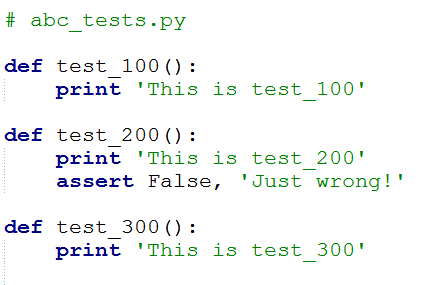 # abc_tests.py
def test_100():
    print 'This is test_100'
def test_200():
    print 'This is test_200'
    assert False, 'Just wrong!'
def test_300():
    print 'This is test_300'